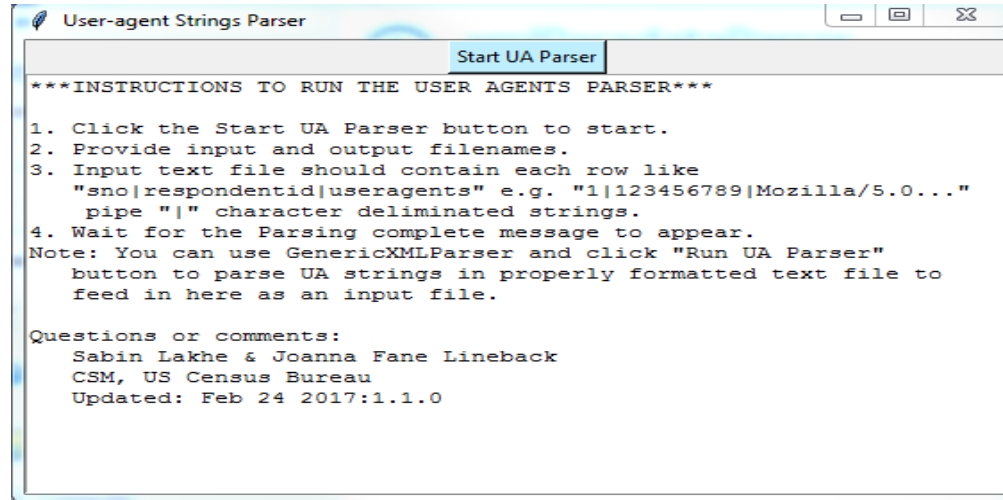 User-agent Strings Parser
Start UA Parser
***INSTRUCTIONS TO RUN THE USER AGENTS PARSER***
1. Click the Start UA Parser button to start.
2. Provide input and output filenames.
3. Input text file should contain each row like
"sno|respondentid|useragents" e.g. "1|123456789|Mozilla/5.0..."
pipe "|" character deliminated strings.
4. Wait for the Parsing complete message to appear.
Note: You can use GenericXMLParser and click "Run UA Parser"
button to parse UA strings in properly formatted text file to
feed in here as an input file.
Questions or comments:
Sabin Lakhe & Joanna Fane Lineback
CSM, US Census Bureau
Updated: Feb 24 2017:1.1.0